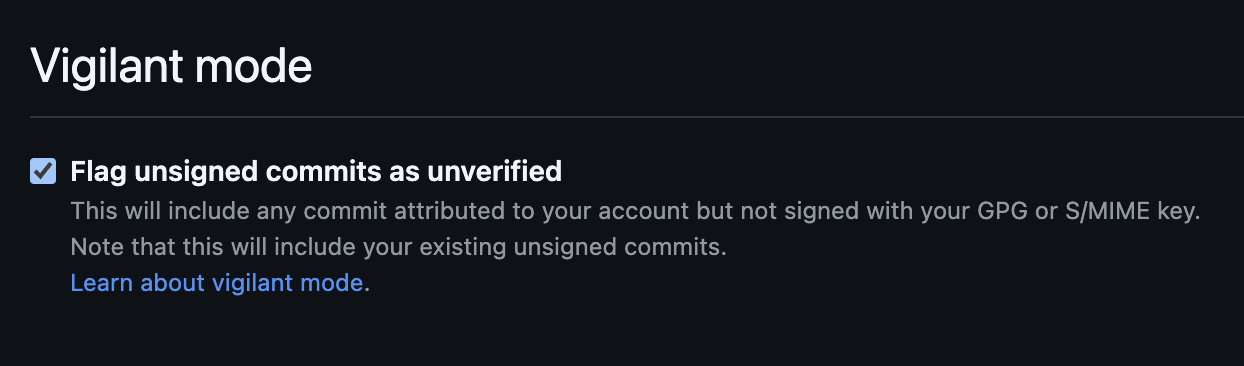 Vigilant mode
Flag unsigned commits as unverified
This will include any commit attributed to your account but not signed with your GPG or S/MIME key.
Note that this will include your existing unsigned commits.
Learn about vigilant mode.